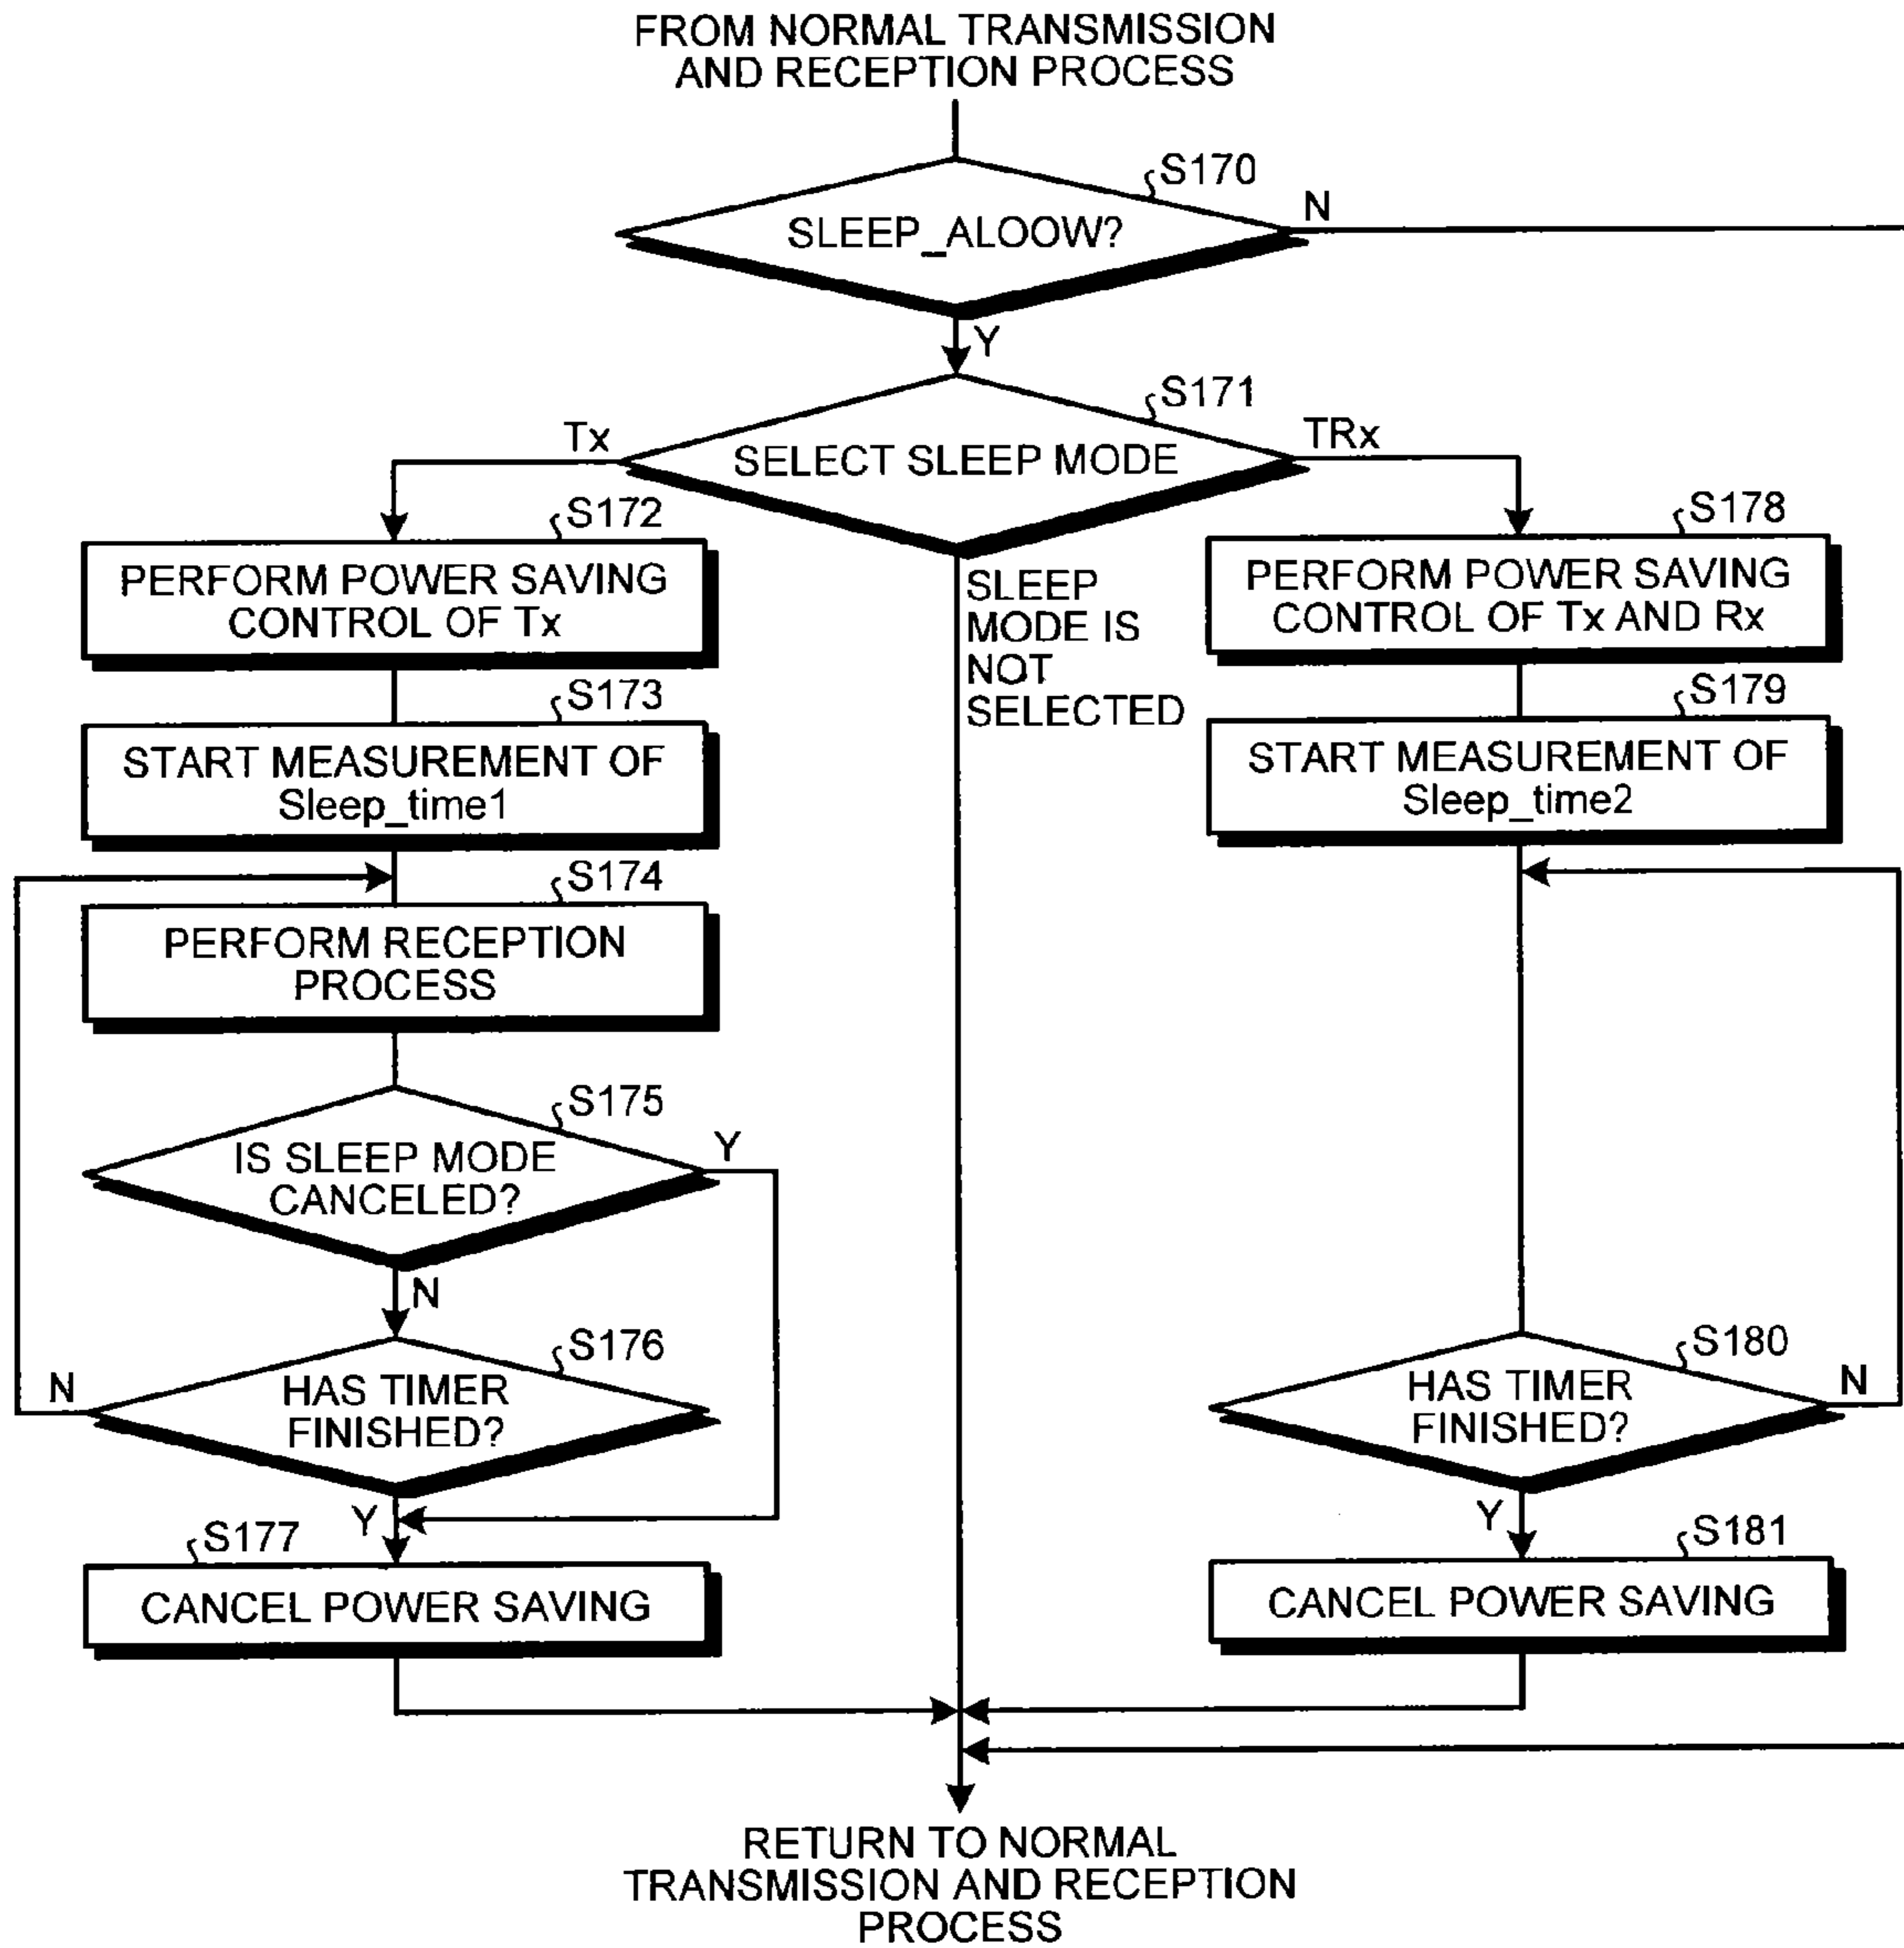 FROM NORMAL TRANSMISSION
AND RECEPTION PROCESS
S170
SLEEP_ALOOW?
N
Y
S171
Tx
SELECT SLEEP MODE
TRx
S172
PERFORM POWER SAVING
CONTROL OF Tx
SLEEP
MODE IS
NOT
SELECTED
S178
PERFORM POWER SAVING
CONTROL OF Tx AND Rx
S173
START MEASUREMENT OF
Sleep_time1
S179
START MEASUREMENT OF
Sleep_time2
S174
PERFORM RECEPTION
PROCESS
S175
IS SLEEP MODE
CANCELED?
Y
N
S176
N
HAS TIMER
FINISHED?
Y
S180
HAS TIMER
FINISHED?
N
Y
S177
CANCEL POWER SAVING
S181
CANCEL POWER SAVING
RETURN TO NORMAL
TRANSMISSION AND RECEPTION
PROCESS